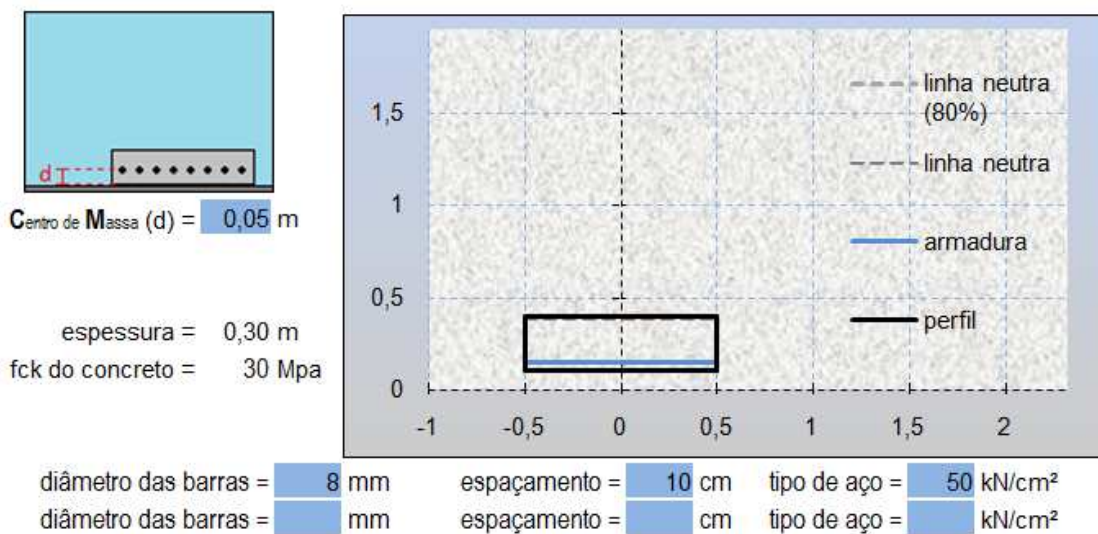 d
Centro de Massa (d) = 0,05 m
espessura = 0,30 m
fck do concreto = 30 Mpa
1,5
1
0,5
0
-1 -0,5 0 0,5 1 1,5 2
linha neutra
(80%)
linha neutra
armadura
perfil
diâmetro das barras = 8 mm espaçamento = 10 cm tipo de aço = 50 kN/cm²
diâmetro das barras = mm espaçamento = cm tipo de aço = kN/cm²